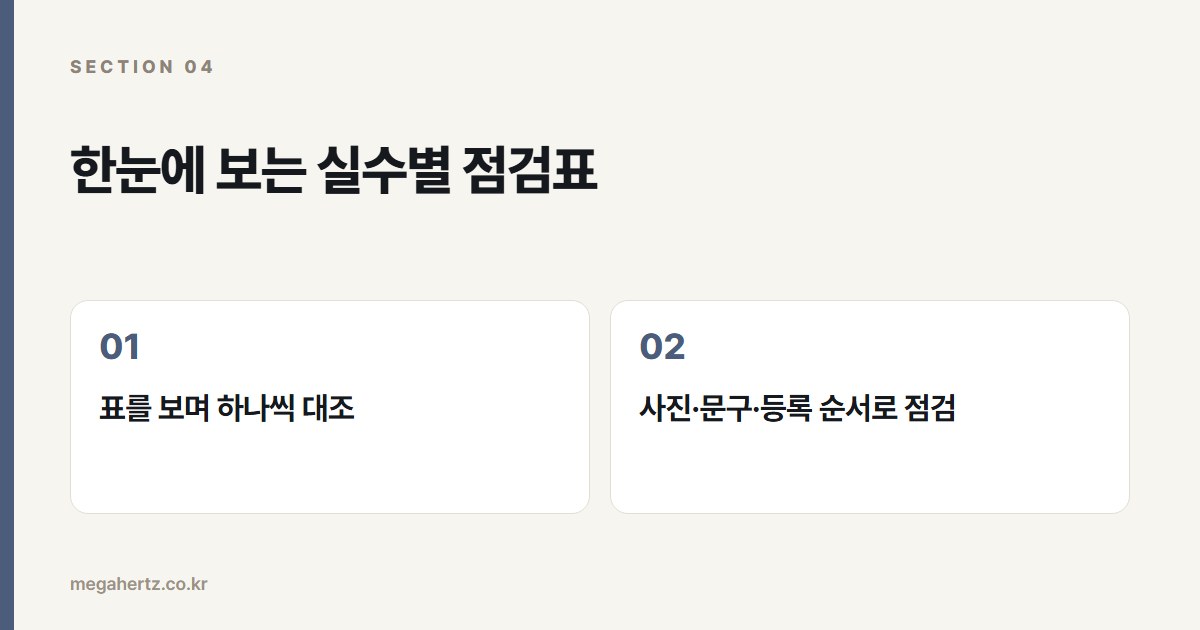 SECTION 04
한눈에 보는 실수별 점검표
01
표를 보며 하나씩 대조
02
사진·문구·등록 순서로 점검
megahertz.co.kr